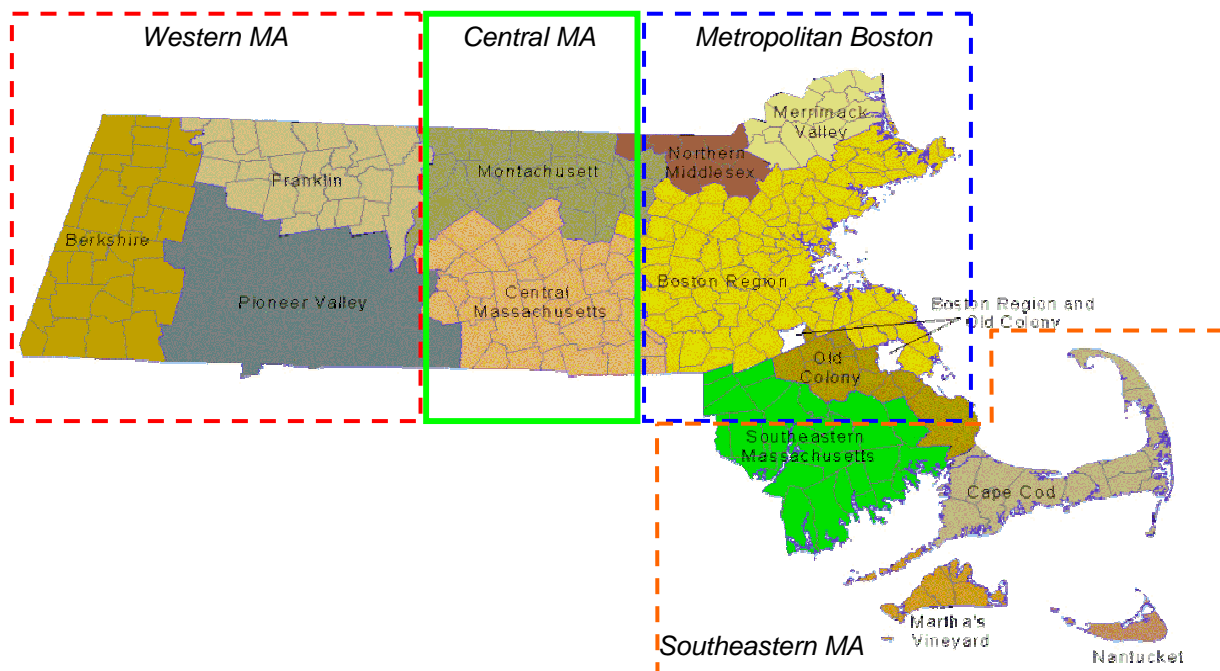 Western MA
Central MA
Metropolitan Boston
Merrimack
Valley
Northern
Middlesex
Montachusett
Franklin
Berkshire
Pioneer Valley
Central
Massachusetts
Boston Region
Boston Region and
Old Colony
Old
Colony
Southeastern
Massachusetts
Cape Cod
Martha's
Vineyard
Nantucket
Southeastern MA